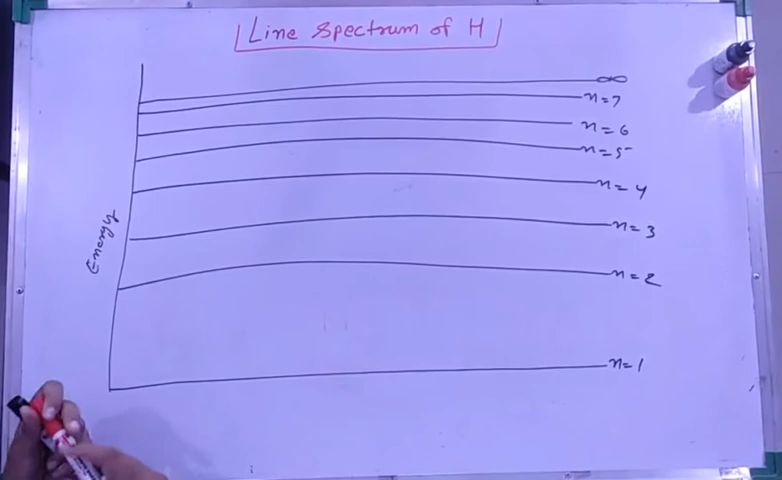 Line Spectrum of H
∞
n=7
n=6
n=5
n=4
n=3
Energy
n=2
n=1